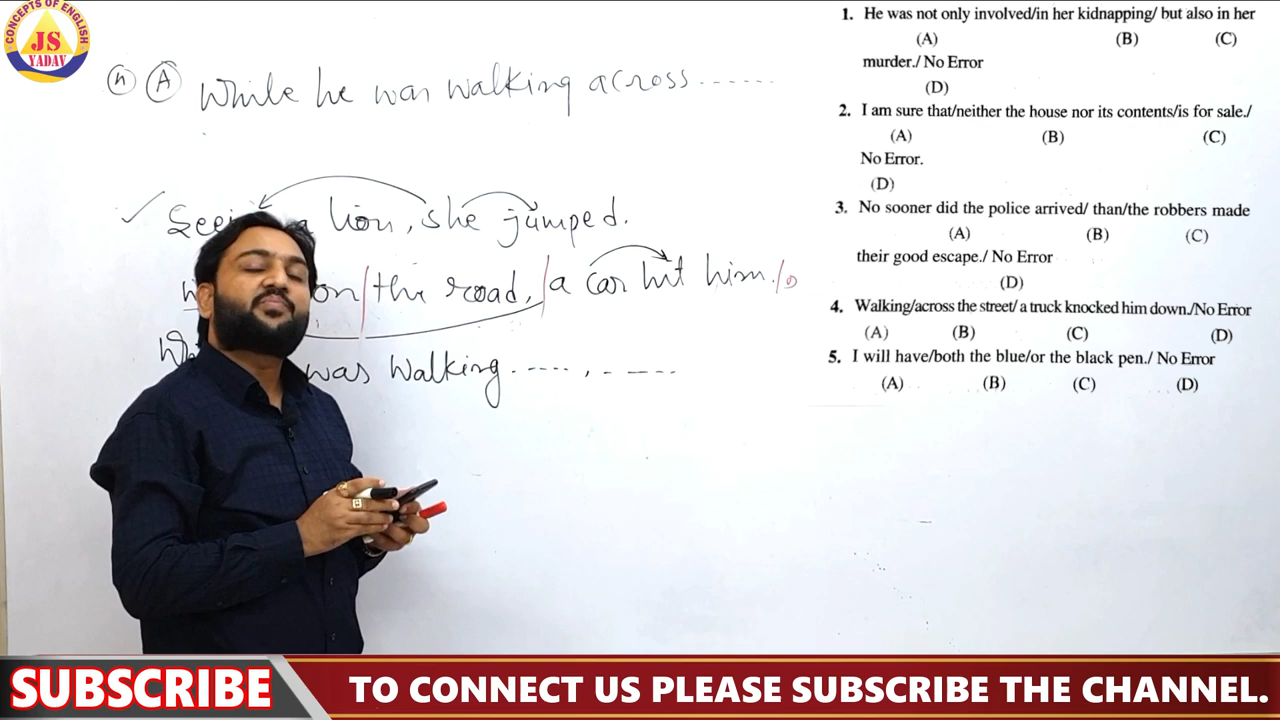 CONCEPTS OF ENGLISH
JS
YADAV
(4) (A) While he was walking across.......
Seei a lion, she jumped.
on/the road,/a car hit him./D
was walking.----,.----
1. He was not only involved/in her kidnapping/ but also in her
(A) (B) (C)
murder./ No Error
(D)
2. I am sure that/neither the house nor its contents/is for sale./
(A) (B) (C)
No Error.
(D)
3. No sooner did the police arrived/ than/the robbers made
(A) (B) (C)
their good escape./ No Error
(D)
4. Walking/across the street/ a truck knocked him down./No Error
(A) (B) (C) (D)
5. I will have/both the blue/or the black pen./ No Error
(A) (B) (C) (D)
SUBSCRIBE
TO CONNECT US PLEASE SUBSCRIBE THE CHANNEL.